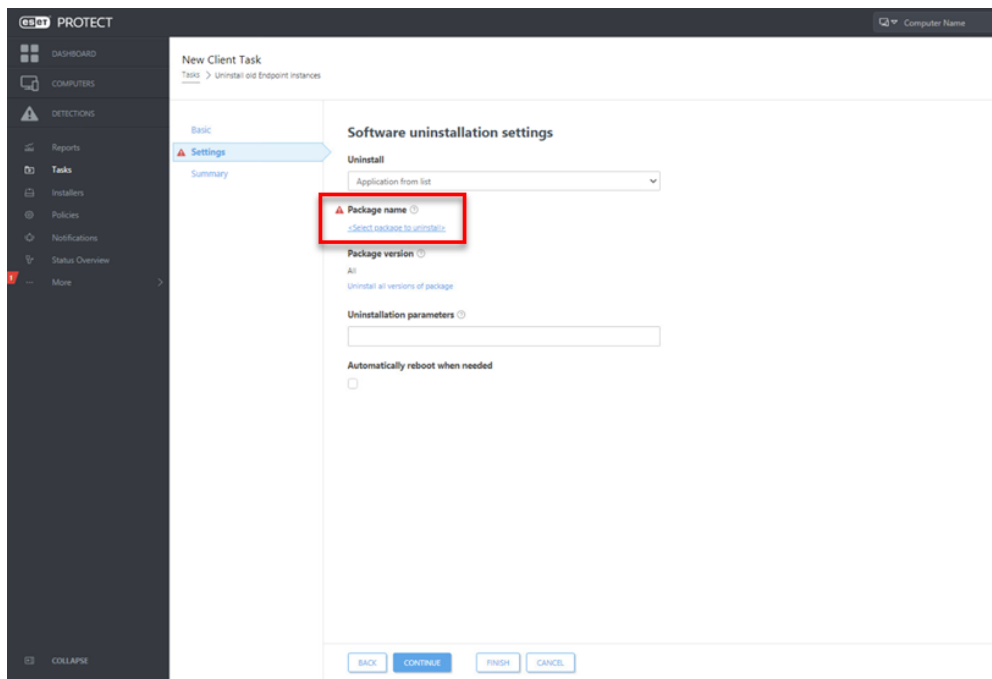 eset PROTECT
Computer Name
DASHBOARD
COMPUTERS
DETECTIONS
Reports
Tasks
Installers
Policies
Notifications
Status Overview
1
More
COLLAPSE
New Client Task
Tasks > Uninstall old Endpoint instances
Basic
Settings
Summary
Software uninstallation settings
Uninstall
Application from list
Package name
<Select package to uninstall>
Package version
All
Uninstall all versions of package
Uninstallation parameters
Automatically reboot when needed
BACK CONTINUE FINISH CANCEL